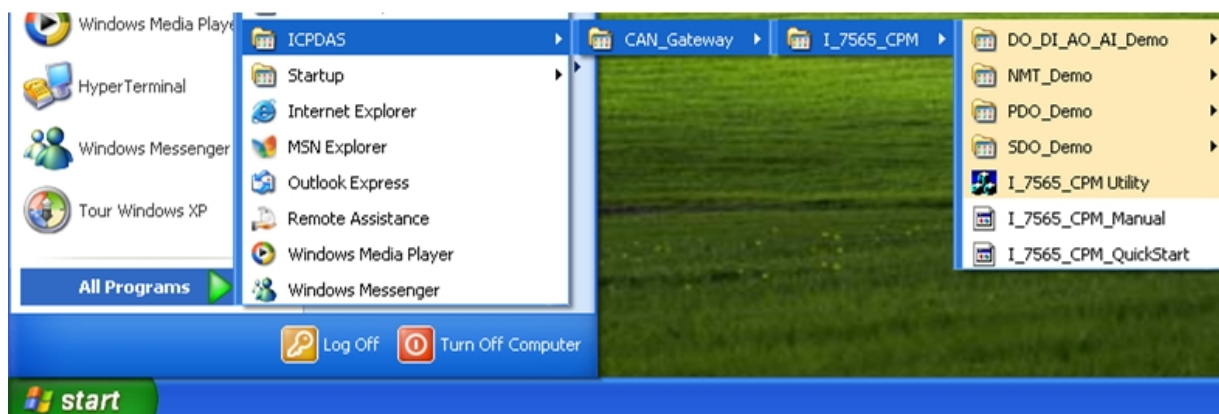 Windows Media Playe
HyperTerminal
Windows Messenger
Tour Windows XP
All Programs
ICPDAS
Startup
Internet Explorer
MSN Explorer
Outlook Express
Remote Assistance
Windows Media Player
Windows Messenger
CAN_Gateway
I_7565_CPM
DO_DI_AO_AI_Demo
NMT_Demo
PDO_Demo
SDO_Demo
I_7565_CPM Utility
I_7565_CPM_Manual
I_7565_CPM_QuickStart
Log Off
Turn Off Computer
start